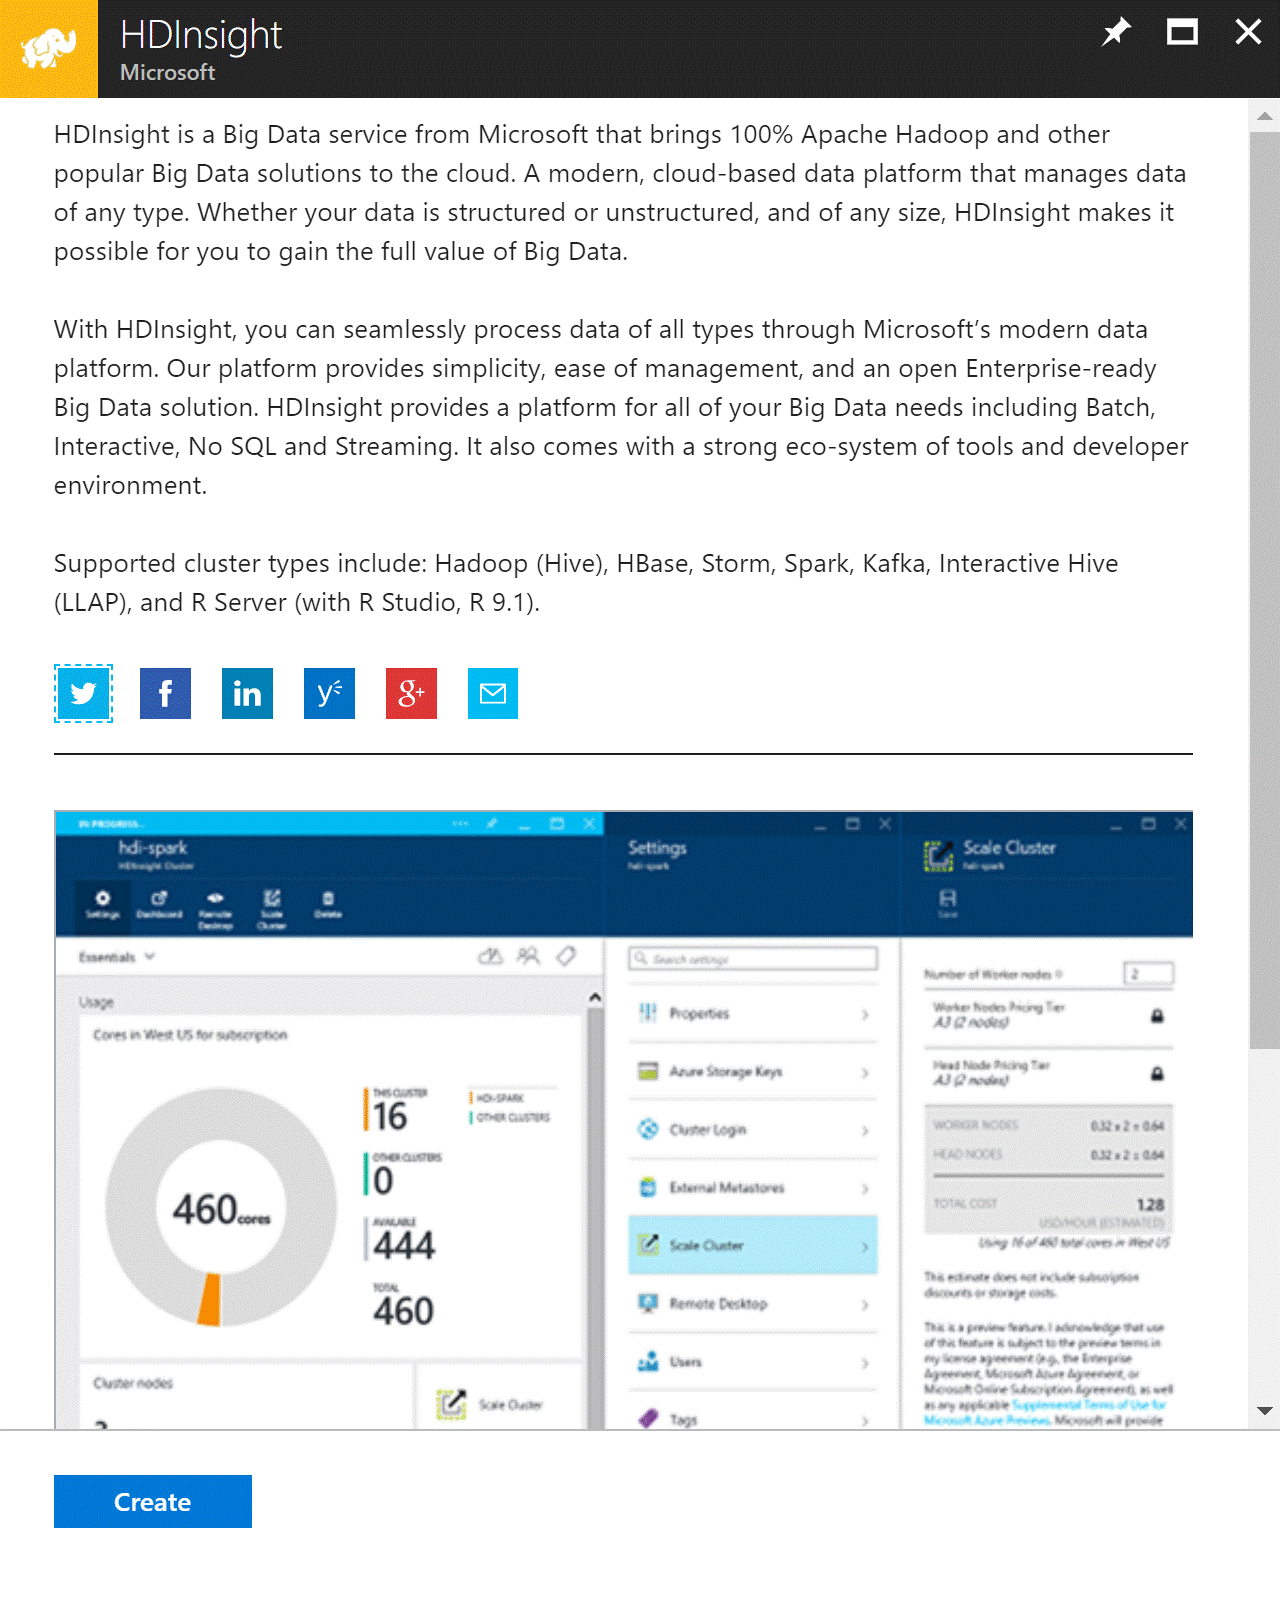 HDInsight
Microsoft
HDInsight is a Big Data service from Microsoft that brings 100% Apache Hadoop and other
popular Big Data solutions to the cloud. A modern, cloud-based data platform that manages data
of any type. Whether your data is structured or unstructured, and of any size, HDInsight makes it
possible for you to gain the full value of Big Data.
With HDInsight, you can seamlessly process data of all types through Microsoft’s modern data
platform. Our platform provides simplicity, ease of management, and an open Enterprise-ready
Big Data solution. HDInsight provides a platform for all of your Big Data needs including Batch,
Interactive, No SQL and Streaming. It also comes with a strong eco-system of tools and developer
environment.
Supported cluster types include: Hadoop (Hive), HBase, Storm, Spark, Kafka, Interactive Hive
(LLAP), and R Server (with R Studio, R 9.1).
f in y g+
IN PROGRESS...
hdi-spark
HDInsight Cluster
Settings Dashboard Remote Desktop Scale Cluster Delete
Essentials
Usage
Cores in West US for subscription
460 cores
THIS CLUSTER
16
HDI-SPARK
OTHER CLUSTERS
OTHER CLUSTERS
0
AVAILABLE
444
TOTAL
460
Cluster nodes
Scale Cluster
Settings
hdi-spark
Search settings
Properties
Azure Storage Keys
Cluster Login
External Metastores
Scale Cluster
Remote Desktop
Users
Tags
Scale Cluster
hdi-spark
Save
Number of Worker nodes
2
Worker Nodes Pricing Tier
A3 (2 nodes)
Head Node Pricing Tier
A3 (2 nodes)
WORKER NODES 0.32 x 2 = 0.64
HEAD NODES 0.32 x 2 = 0.64
TOTAL COST 1.28
USD/HOUR (ESTIMATED)
Using 16 of 460 total cores in West US
This estimate does not include subscription
discounts or storage costs.
This is a preview feature. I acknowledge that use
of this feature is subject to the preview terms in
my license agreement (e.g., the Enterprise
Agreement, Microsoft Azure Agreement, or
Microsoft Online Subscription Agreement), as well
as any applicable Supplemental Terms of Use for
Microsoft Azure Previews. Microsoft will provide
Create